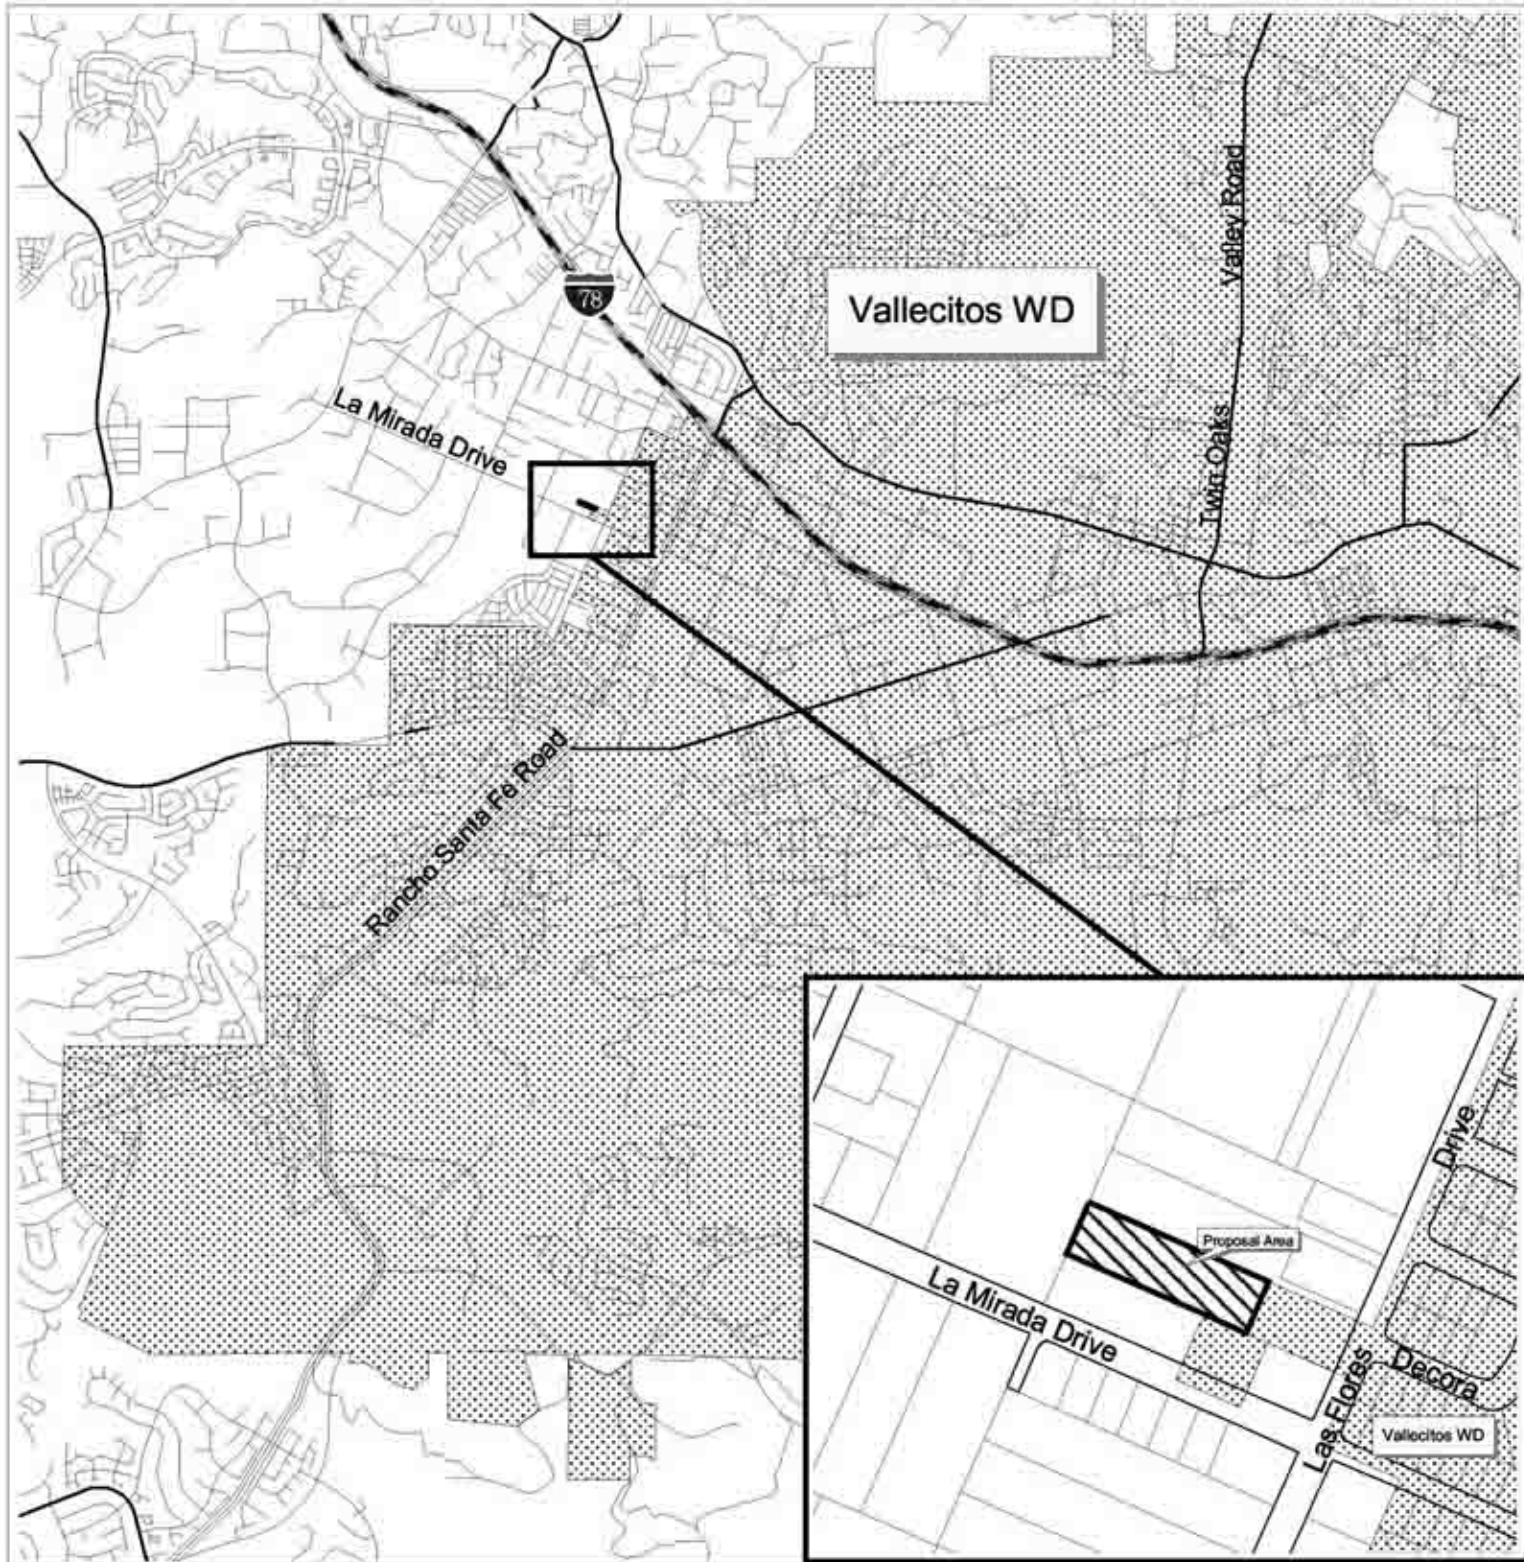 Valley Road
78
Vallecitos WD
La Mirada Drive
Twin Oaks
Rancho Santa Fe Road
Drive
Proposal Area
La Mirada Drive
Las Flores
Decora
Vallecitos WD